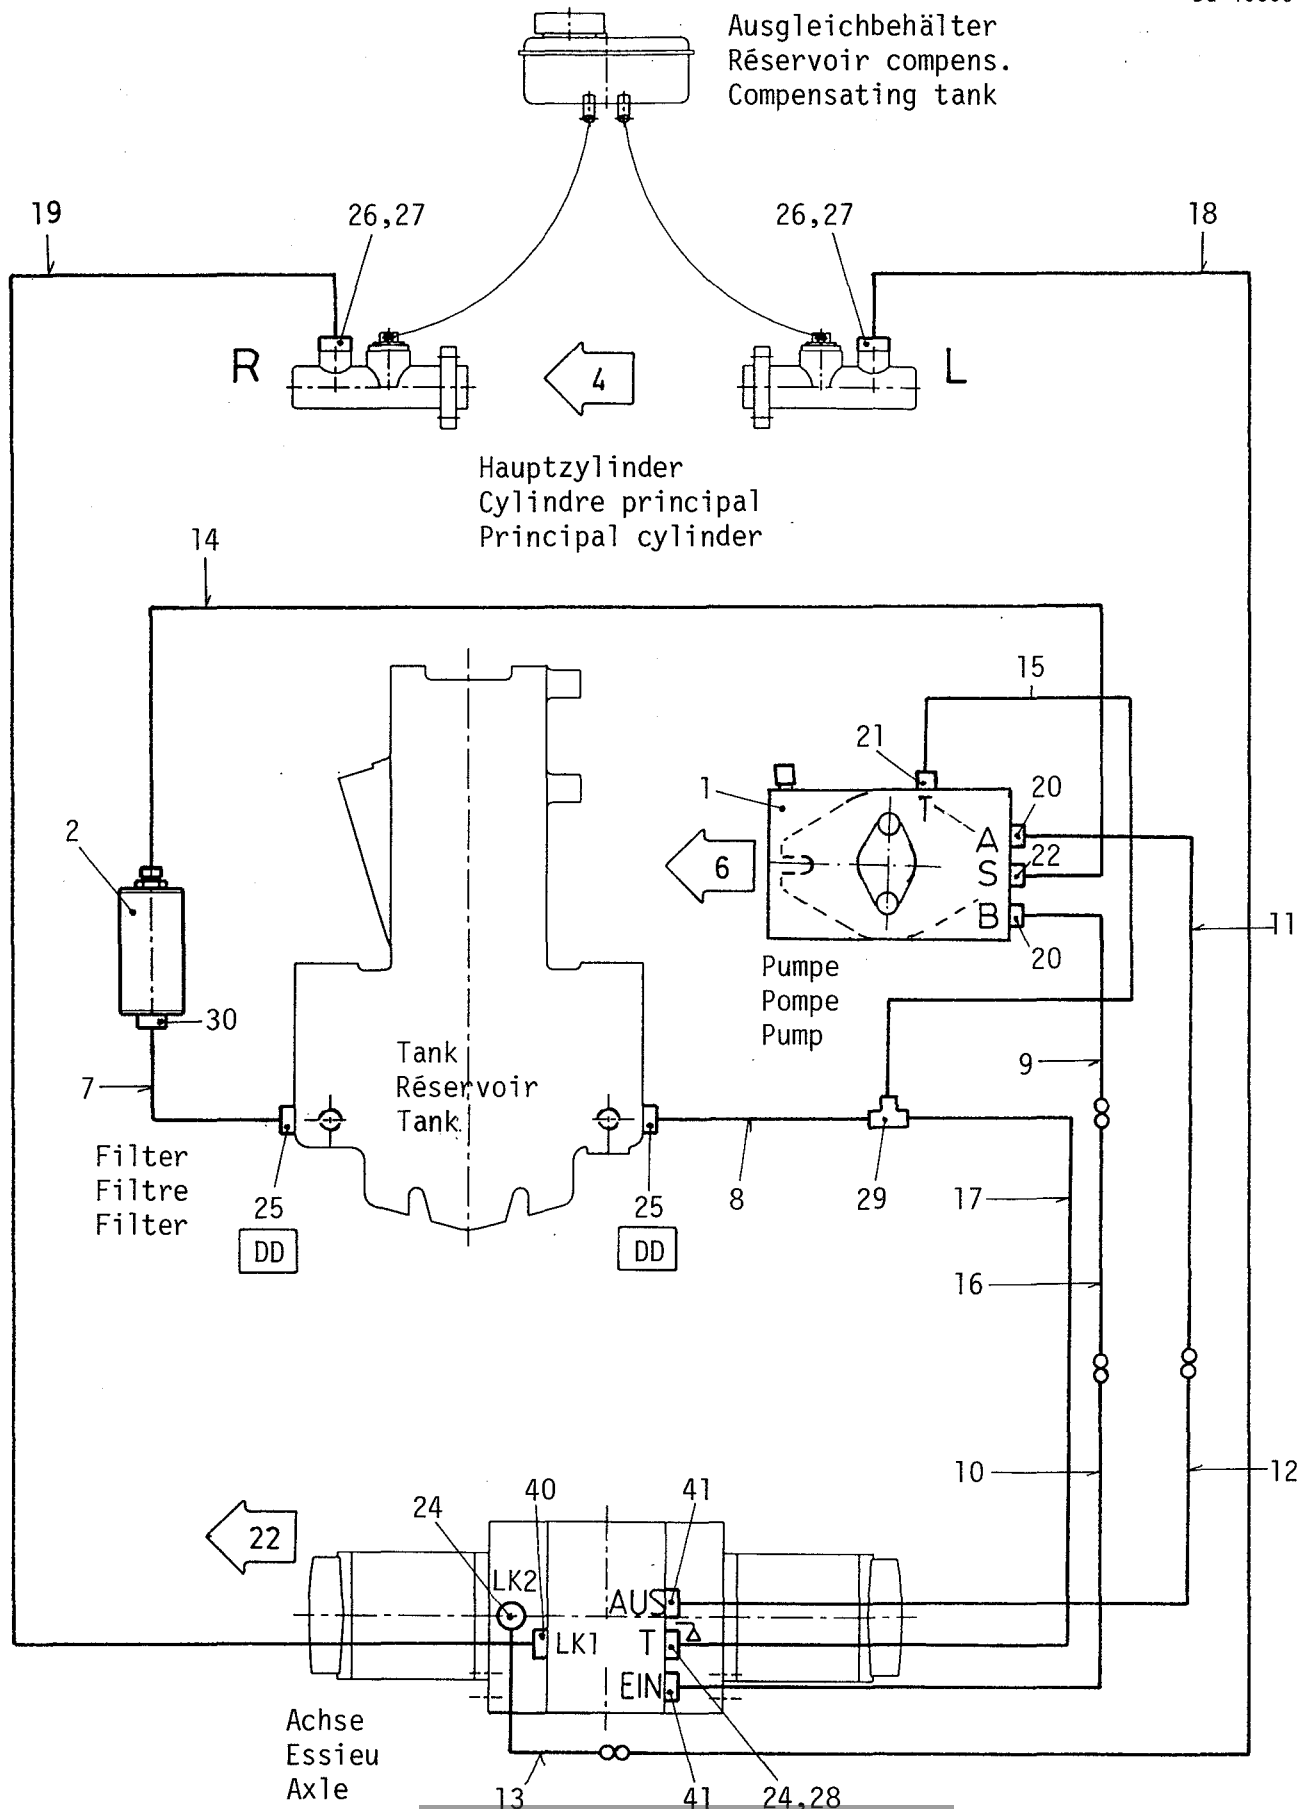 Ausgleichbehälter
Réservoir compens.
Compensating tank
19
26,27
26,27
18
R
4
L
Hauptzylinder
Cylindre principal
Principal cylinder
14
15
21
1
20
2
T
A
6
22
S
B
11
20
Pumpe
Pompe
Pump
30
Tank
Réservoir
Tank
9
7
Filter
Filtre
Filter
25
25
8
29
17
DD
DD
16
10
12
40
41
24
22
LK2
AUS
LK1
T
EIN
Achse
Essieu
Axle
13
41
24,28